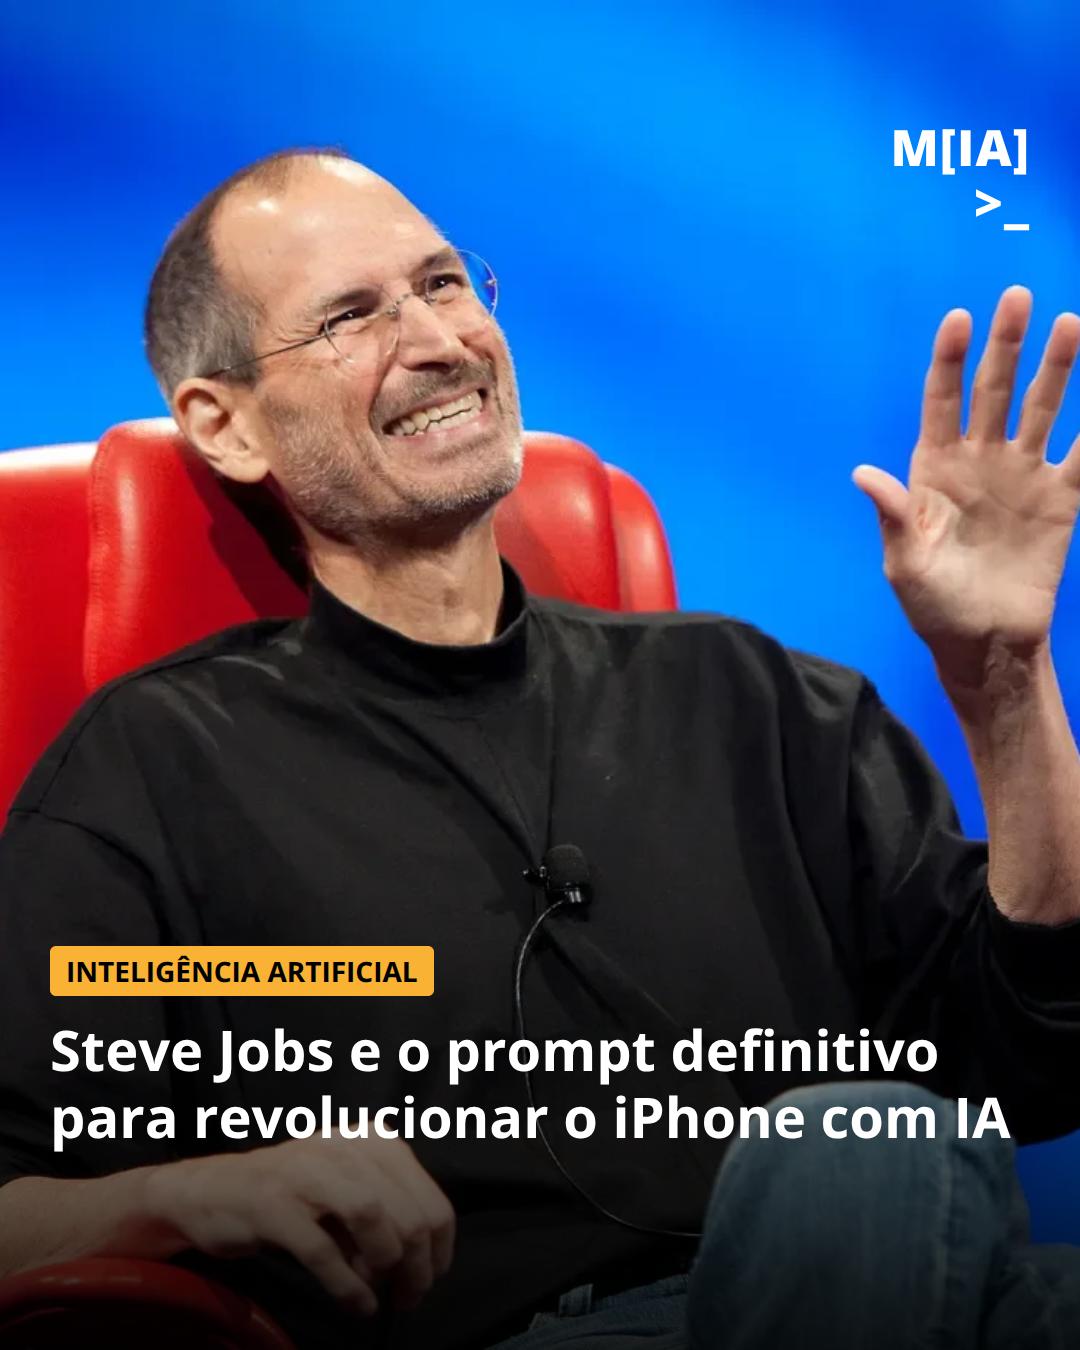 M[IA]
>_
INTELIGÊNCIA ARTIFICIAL
Steve Jobs e o prompt definitivo
para revolucionar o iPhone com IA